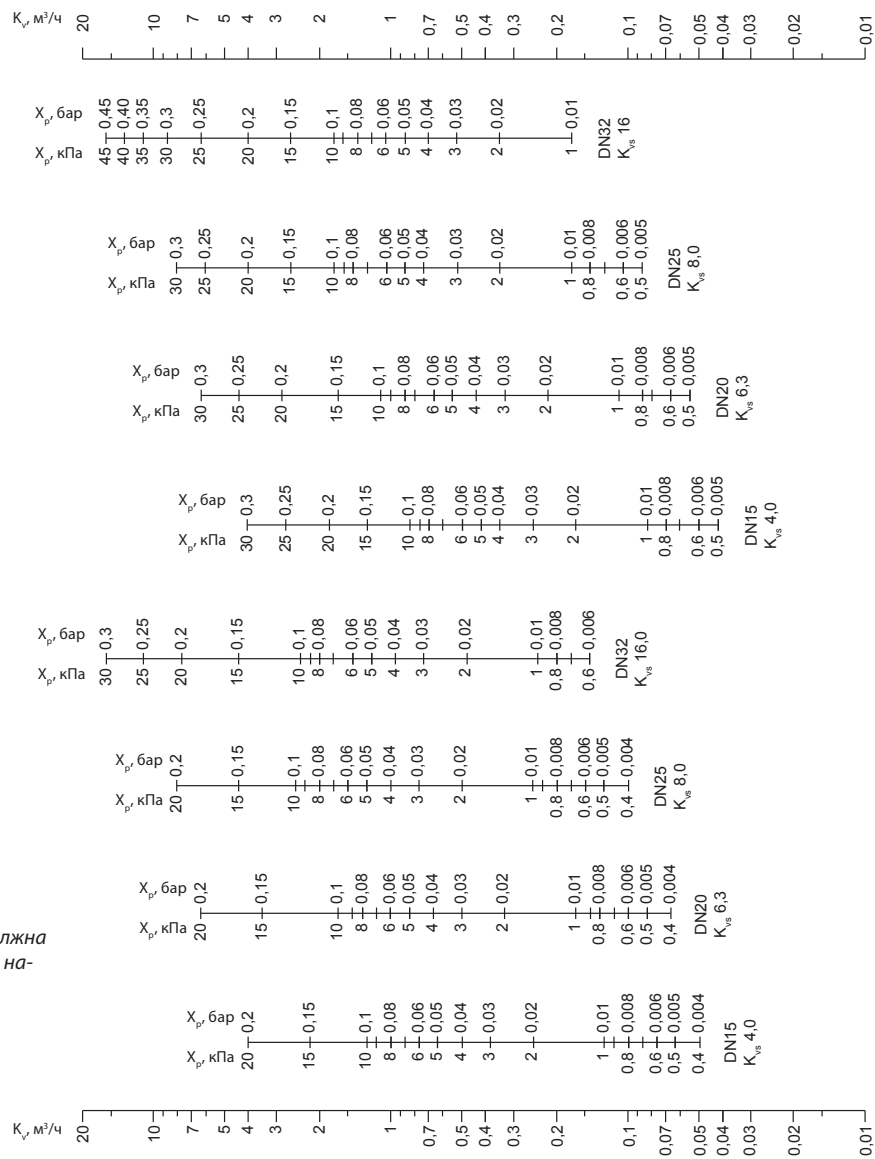 Kv, м³/ч 20 10 7 5 4 3 2 1 0,7 0,5 0,4 0,3 0,2 0,1 0,07 0,05 0,04 0,03 0,02 0,01
Xp, бар 0,45 0,40 0,35 0,3 0,25 0,2 0,15 0,1 0,08 0,06 0,05 0,04 0,03 0,02 0,01
Xp, кПа 45 40 35 30 25 20 15 10 8 6 5 4 3 2 1
DN32
Kvs 16
Xp, бар 0,3 0,25 0,2 0,15 0,1 0,08 0,06 0,05 0,04 0,03 0,02 0,01 0,008 0,006 0,005
Xp, кПа 30 25 20 15 10 8 6 5 4 3 2 1 0,8 0,6 0,5
DN25
Kvs 8,0
Xp, бар 0,3 0,25 0,2 0,15 0,1 0,08 0,06 0,05 0,04 0,03 0,02 0,01 0,008 0,006 0,005
Xp, кПа 30 25 20 15 10 8 6 5 4 3 2 1 0,8 0,6 0,5
DN20
Kvs 6,3
Xp, бар 0,3 0,25 0,2 0,15 0,1 0,08 0,06 0,05 0,04 0,03 0,02 0,01 0,008 0,006 0,005
Xp, кПа 30 25 20 15 10 8 6 5 4 3 2 1 0,8 0,6 0,5
DN15
Kvs 4,0
Xp, бар 0,3 0,25 0,2 0,15 0,1 0,08 0,06 0,05 0,04 0,03 0,02 0,01 0,008 0,006
Xp, кПа 30 25 20 15 10 8 6 5 4 3 2 1 0,8 0,6
DN32
Kvs 16,0
Xp, бар 0,2 0,15 0,1 0,08 0,06 0,05 0,04 0,03 0,02 0,01 0,008 0,006 0,005 0,004
Xp, кПа 20 15 10 8 6 5 4 3 2 1 0,8 0,6 0,5 0,4
DN25
Kvs 8,0
Xp, бар 0,2 0,15 0,1 0,08 0,06 0,05 0,04 0,03 0,02 0,01 0,008 0,006 0,005 0,004
Xp, кПа 20 15 10 8 6 5 4 3 2 1 0,8 0,6 0,5 0,4
DN20
Kvs 6,3
лжна
на-
Xp, бар 0,2 0,15 0,1 0,08 0,06 0,05 0,04 0,03 0,02 0,01 0,008 0,006 0,005 0,004
Xp, кПа 20 15 10 8 6 5 4 3 2 1 0,8 0,6 0,5 0,4
DN15
Kvs 4,0
Kv, м³/ч 20 10 7 5 4 3 2 1 0,7 0,5 0,4 0,3 0,2 0,1 0,07 0,05 0,04 0,03 0,02 0,01